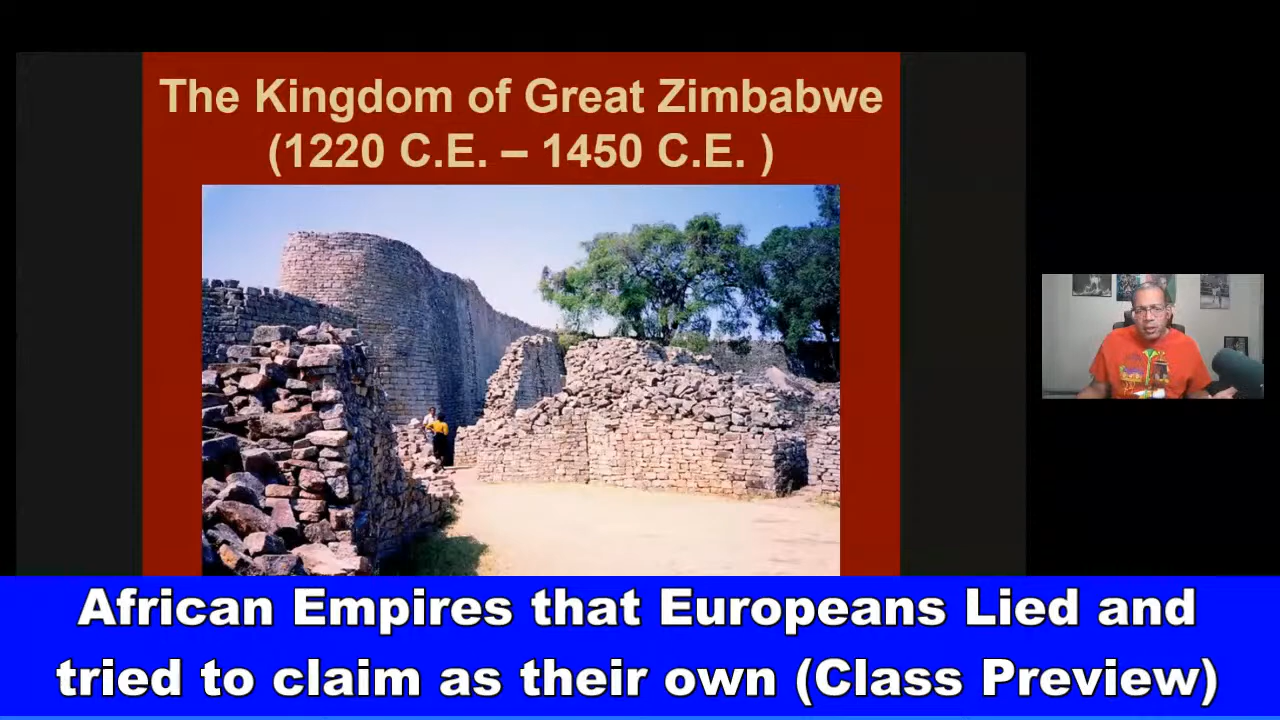 The Kingdom of Great Zimbabwe
(1220 C.E. – 1450 C.E. )
African Empires that Europeans Lied and
tried to claim as their own (Class Preview)